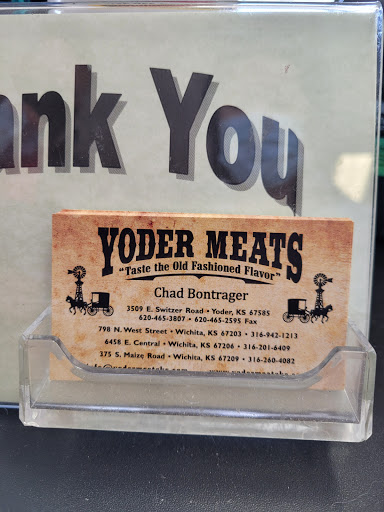 ank You
YODER MEATS
"Taste the Old Fashioned Flavor"
Chad Bontrager
3509 E. Switzer Road • Yoder, KS 67585
620-465-3807 • 620-465-2595 Fax
798 N. West Street • Wichita, KS 67203 • 316-942-1213
6458 E. Central • Wichita, KS 67206 • 316-201-6409
375 S. Maize Road • Wichita, KS 67209 • 316-260-4082